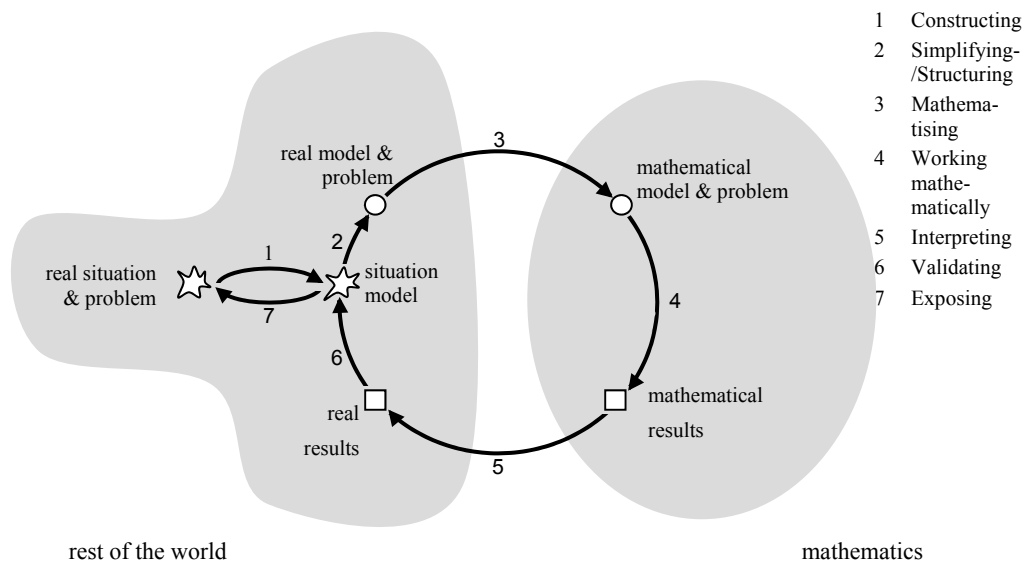 1 Constructing
2 Simplifying-
/Structuring
3 Mathema-
tising
4 Working
mathe-
matically
5 Interpreting
6 Validating
7 Exposing
3
real model &
problem
mathematical
model & problem
2
1
real situation
& problem
situation
model
7
4
6
real
results
mathematical
results
5
rest of the world
mathematics